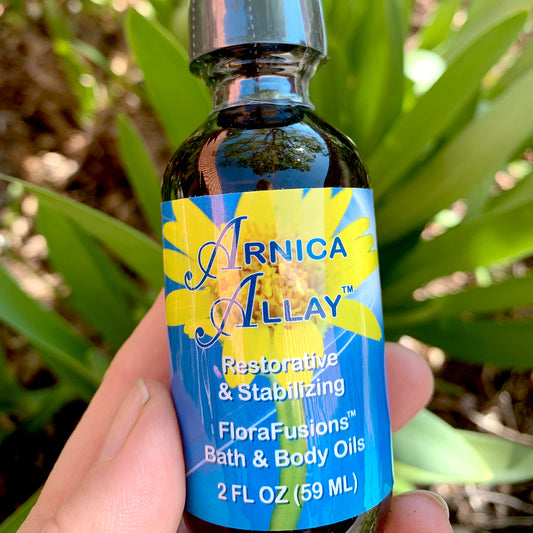 ARNICA
ALLAY™
Restorative
& Stabilizing
FloraFusions™
Bath & Body Oils
2 FL OZ (59 ML)